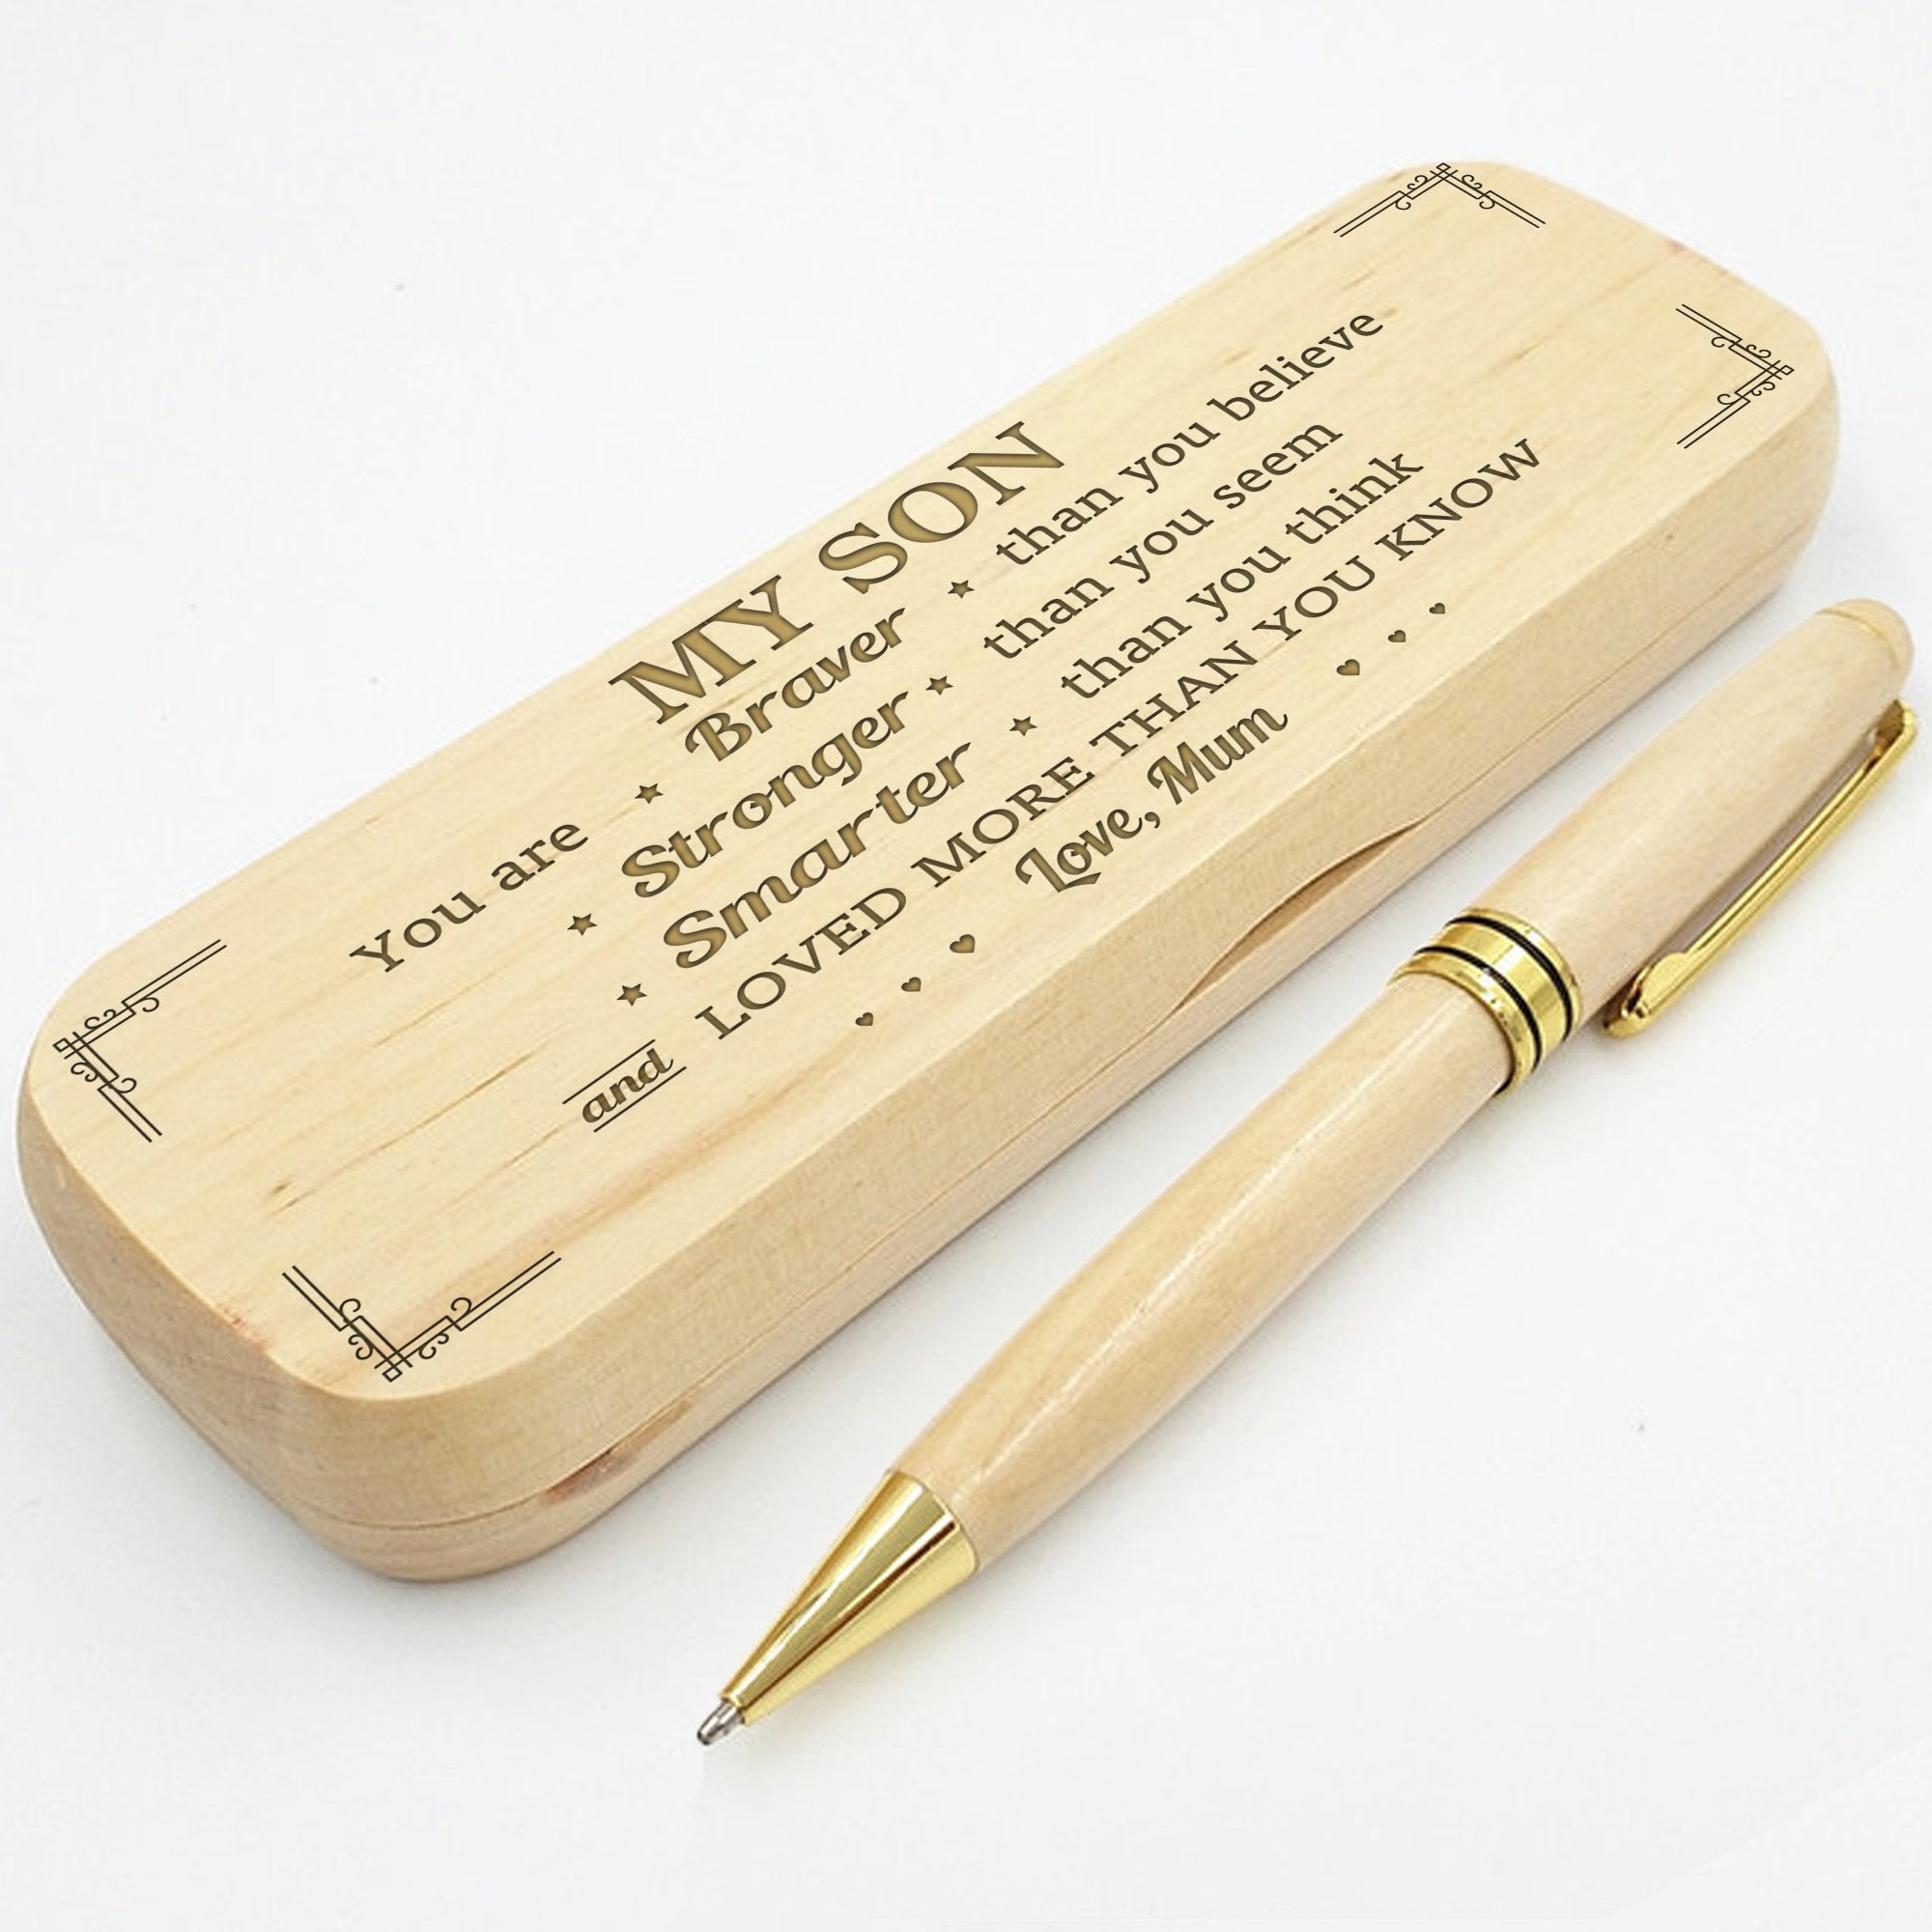 MY SON
You are Braver than you believe
Stronger than you seem
Smarter than you think
and LOVED MORE THAN YOU KNOW
Love, Mum